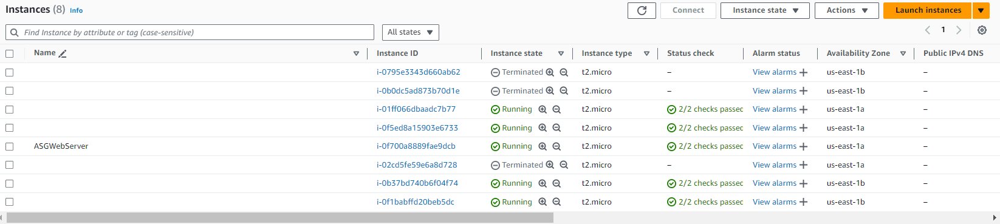 Instances (8) Info
Connect Instance state Actions Launch instances
Find Instance by attribute or tag (case-sensitive) All states 1
Name Instance ID Instance state Instance type Status check Alarm status Availability Zone Public IPv4 DNS
i-0795e3343d660ab62 Terminated t2.micro – View alarms + us-east-1b –
i-0b0dc5ad873b70d1e Terminated t2.micro – View alarms + us-east-1b –
i-01ff066dbaadc7b77 Running t2.micro 2/2 checks passed View alarms + us-east-1a –
i-0f5ed8a15903e6733 Running t2.micro 2/2 checks passed View alarms + us-east-1a –
ASGWebServer i-0f700a8889fae9dcb Running t2.micro 2/2 checks passed View alarms + us-east-1a –
i-02cd5fe59e6a8d728 Terminated t2.micro – View alarms + us-east-1a –
i-0b37bd740b6f04f74 Running t2.micro 2/2 checks passed View alarms + us-east-1b –
i-0f1babffd20beb5dc Running t2.micro 2/2 checks passed View alarms + us-east-1b –